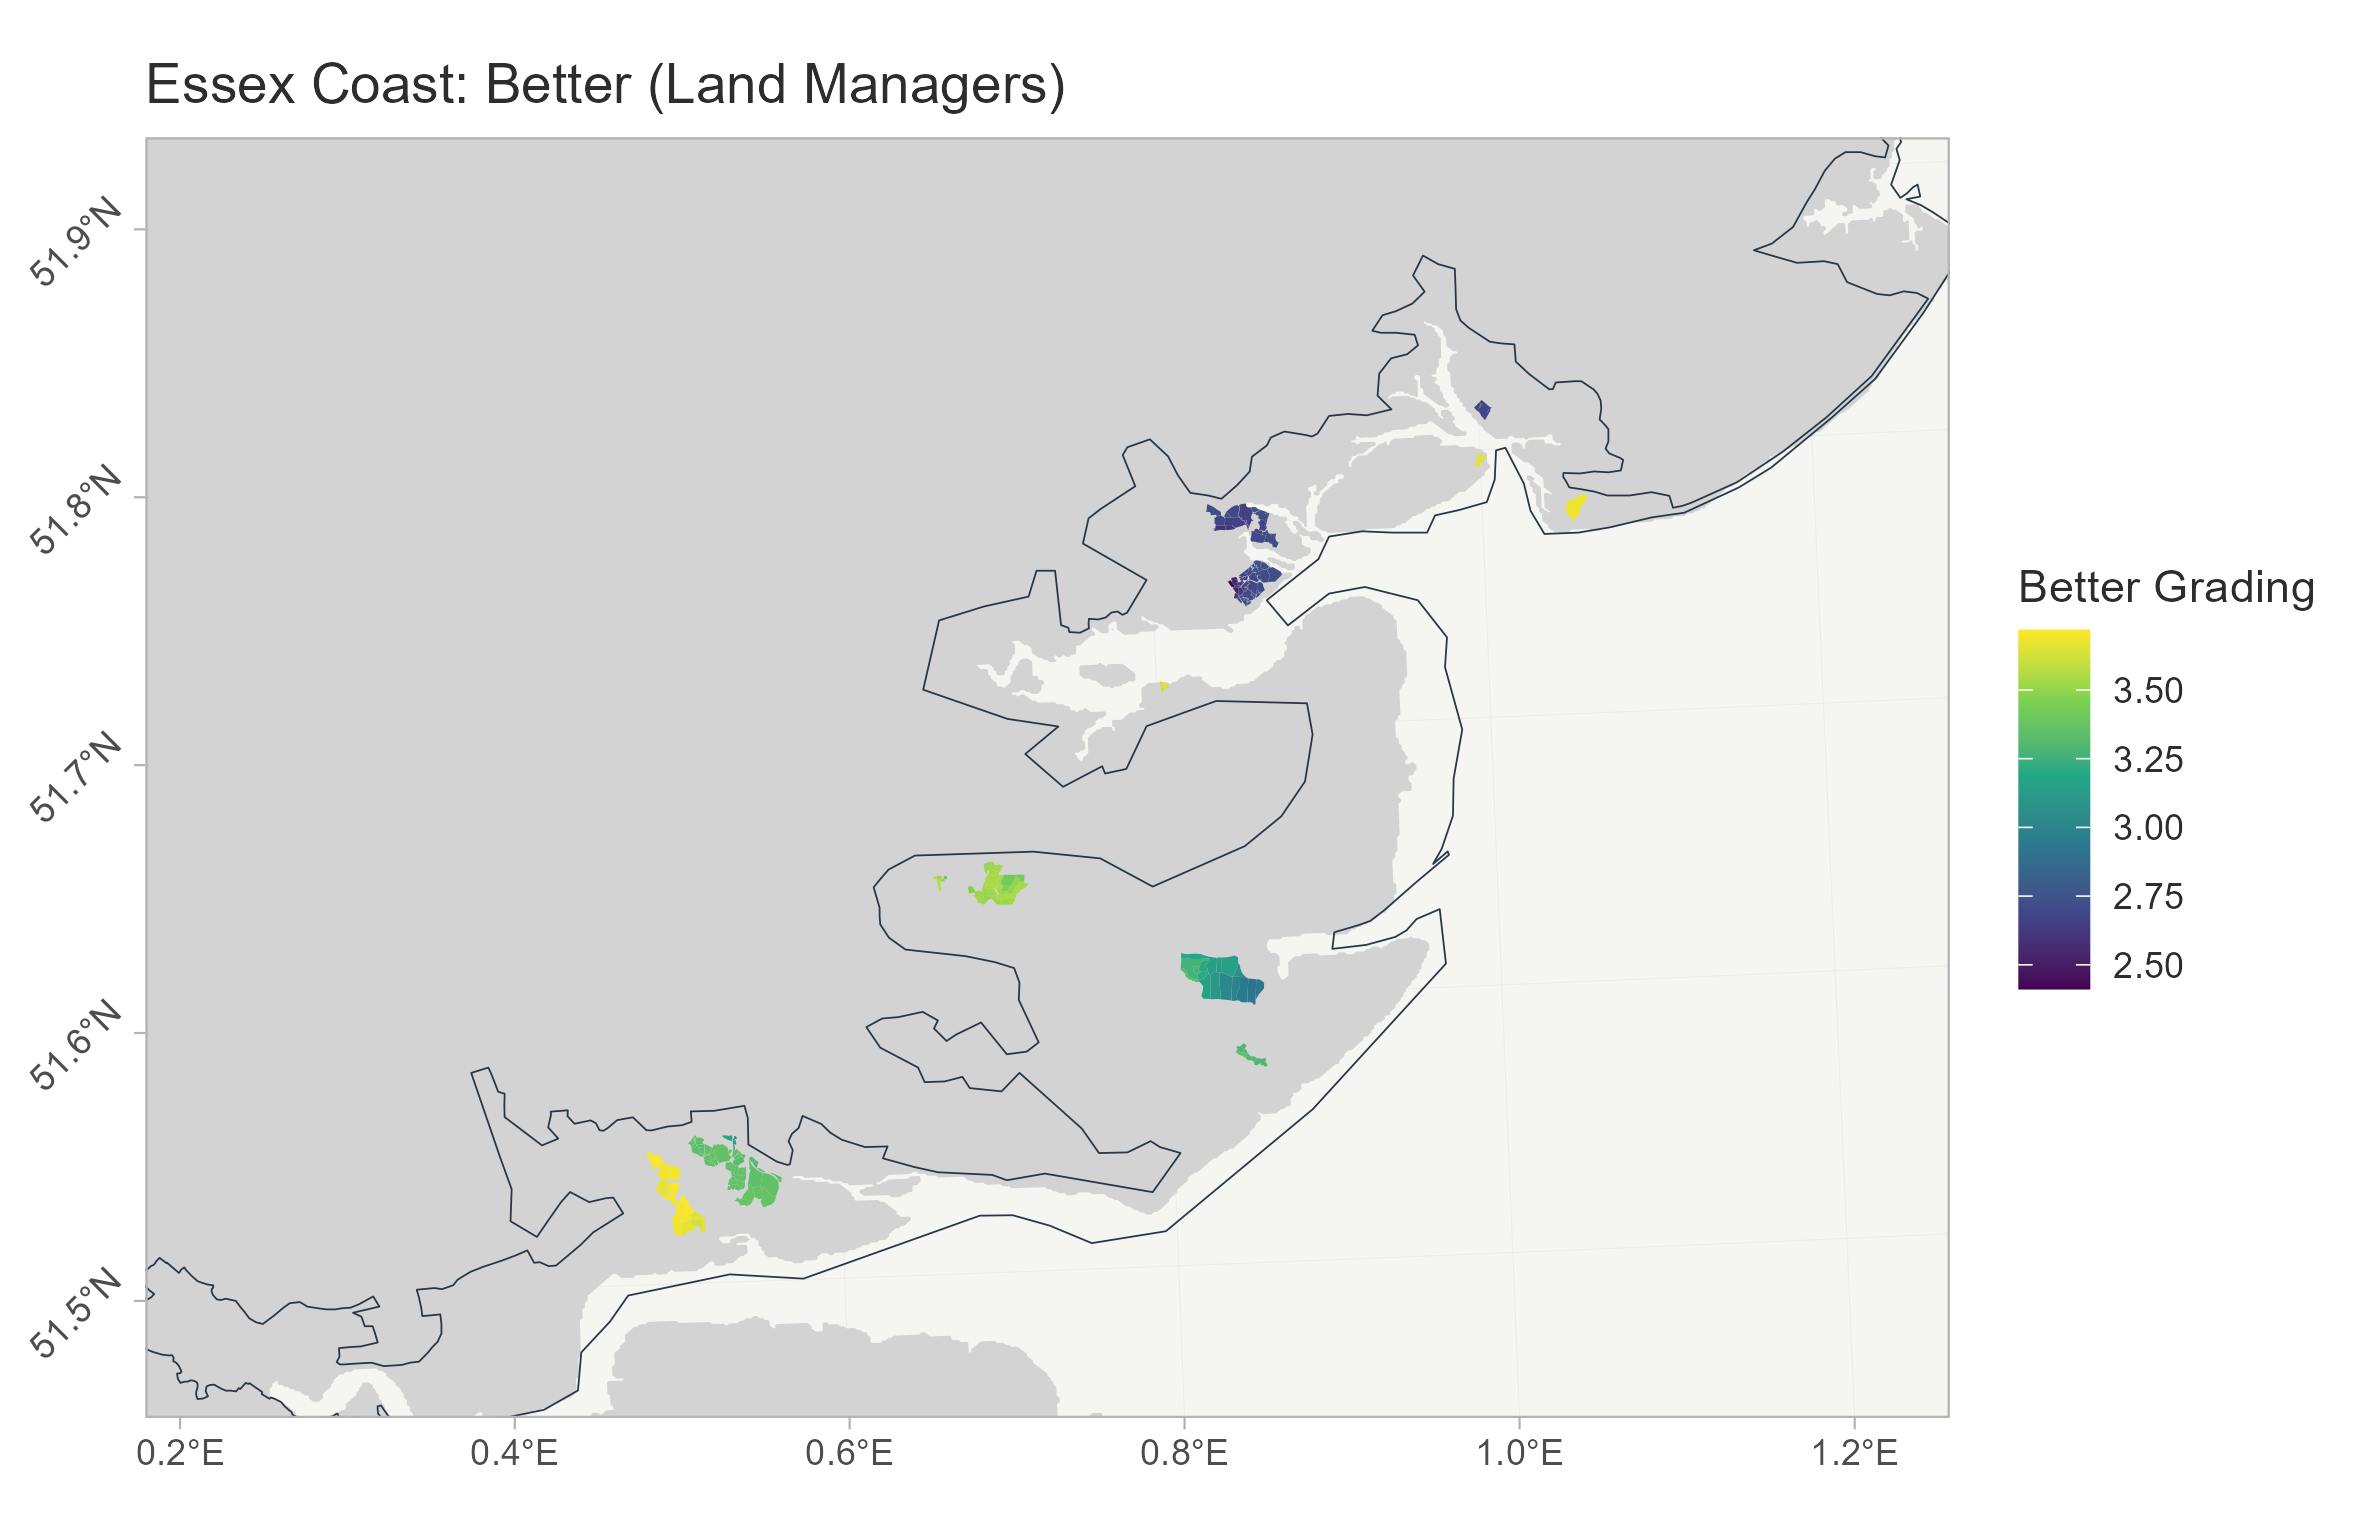 Essex Coast: Better (Land Managers)
51.9°N
51.8°N
51.7°N
51.6°N
51.5°N
0.2°E
0.4°E
0.6°E
0.8°E
1.0°E
1.2°E
Better Grading
3.50
3.25
3.00
2.75
2.50